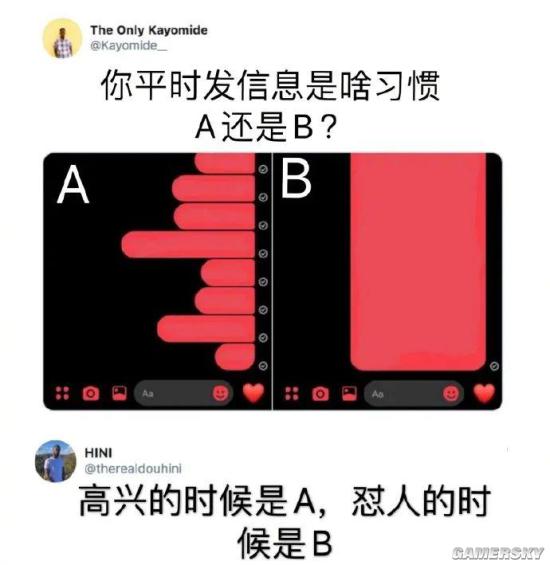 The Only Kayomide
@Kayomide_
你平时发信息是啥习惯
A还是B？
A
B
Aa
Aa
HINI
@therealdouhini
高兴的时候是A，怼人的时
候是B
GAMERSKY